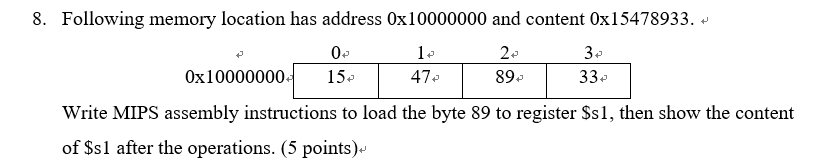 8. Following memory location has address 0x10000000 and content 0x15478933.
0 1 2 3
0x10000000 15 47 89 33
Write MIPS assembly instructions to load the byte 89 to register $s1, then show the content
of $s1 after the operations. (5 points)